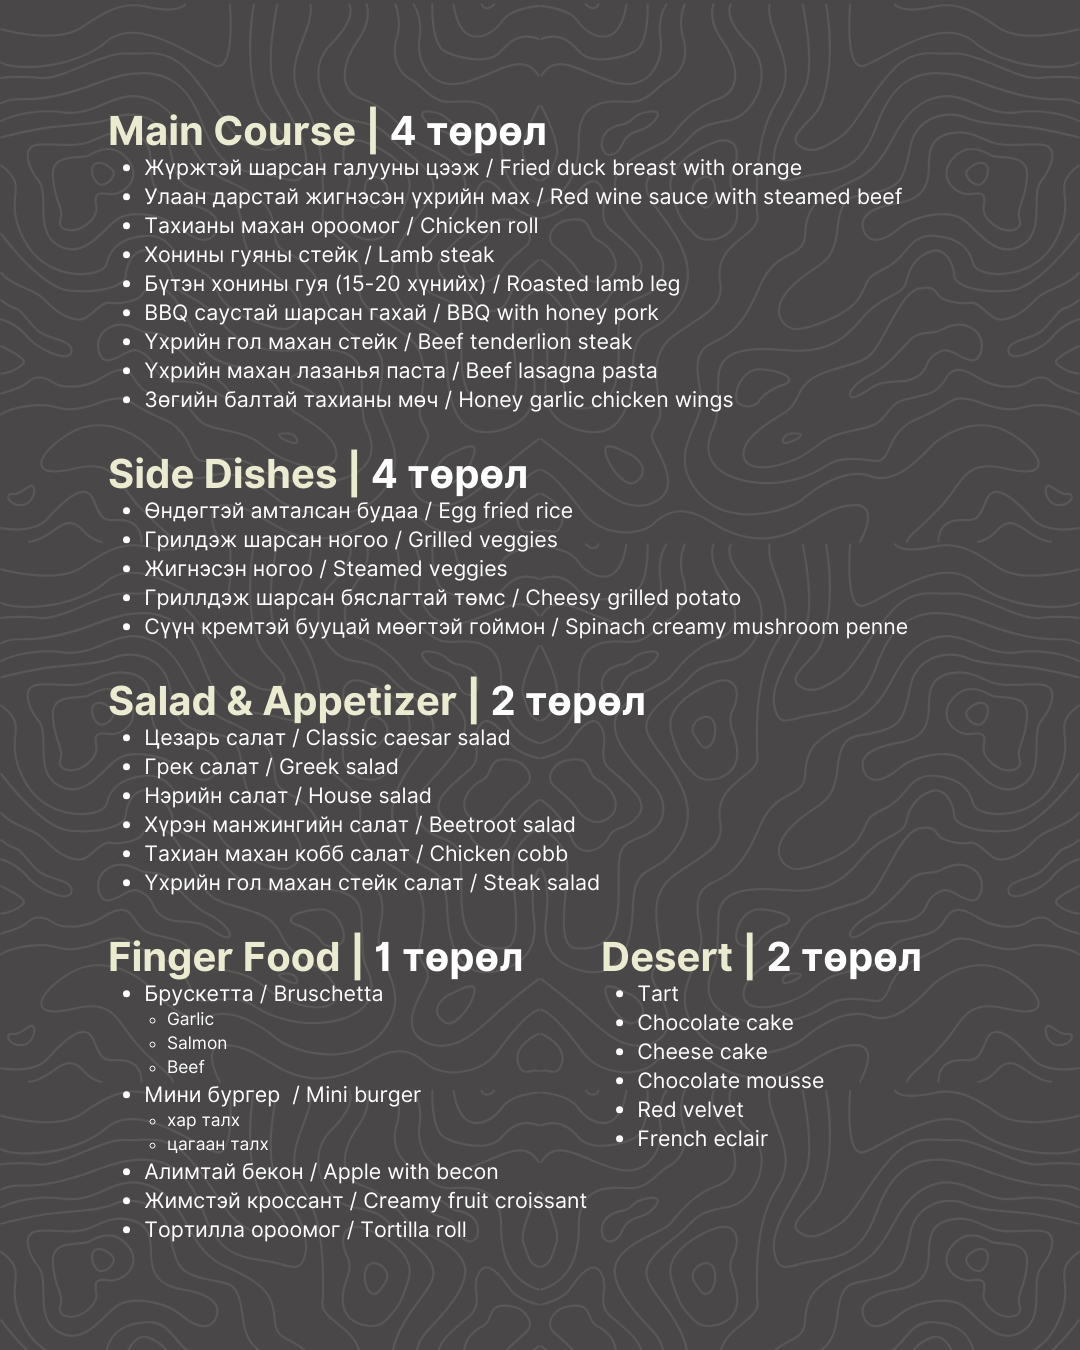 Main Course | 4 төрөл
• Жүржтэй шарсан галууны цээж / Fried duck breast with orange
• Улаан дарстай жигнэсэн үхрийн мах / Red wine sauce with steamed beef
• Тахианы махан ороомог / Chicken roll
• Хонины гуяны стейк / Lamb steak
• Бүтэн хонины гуя (15-20 хүнийх) / Roasted lamb leg
• BBQ саустай шарсан гахай / BBQ with honey pork
• Үхрийн гол махан стейк / Beef tenderlion steak
• Үхрийн махан лазанья паста / Beef lasagna pasta
• Зөгийн балтай тахианы мөч / Honey garlic chicken wings
Side Dishes | 4 төрөл
• Өндөгтэй амталсан будаа / Egg fried rice
• Грилдэж шарсан ногоо / Grilled veggies
• Жигнэсэн ногоо / Steamed veggies
• Гриллдэж шарсан бяслагтай төмс / Cheesy grilled potato
• Сүүн кремтэй бууцай мөөгтэй гоймон / Spinach creamy mushroom penne
Salad & Appetizer | 2 төрөл
• Цезарь салат / Classic caesar salad
• Грек салат / Greek salad
• Нэрийн салат / House salad
• Хүрэн манжингийн салат / Beetroot salad
• Тахиан махан кобб салат / Chicken cobb
• Үхрийн гол махан стейк салат / Steak salad
Finger Food | 1 төрөл
• Брускетта / Bruschetta
◦ Garlic
◦ Salmon
◦ Beef
• Мини бургер / Mini burger
◦ хар талх
◦ цагаан талх
• Алимтай бекон / Apple with becon
• Жимстэй кроссант / Creamy fruit croissant
• Тортилла ороомог / Tortilla roll
Desert | 2 төрөл
• Tart
• Chocolate cake
• Cheese cake
• Chocolate mousse
• Red velvet
• French eclair